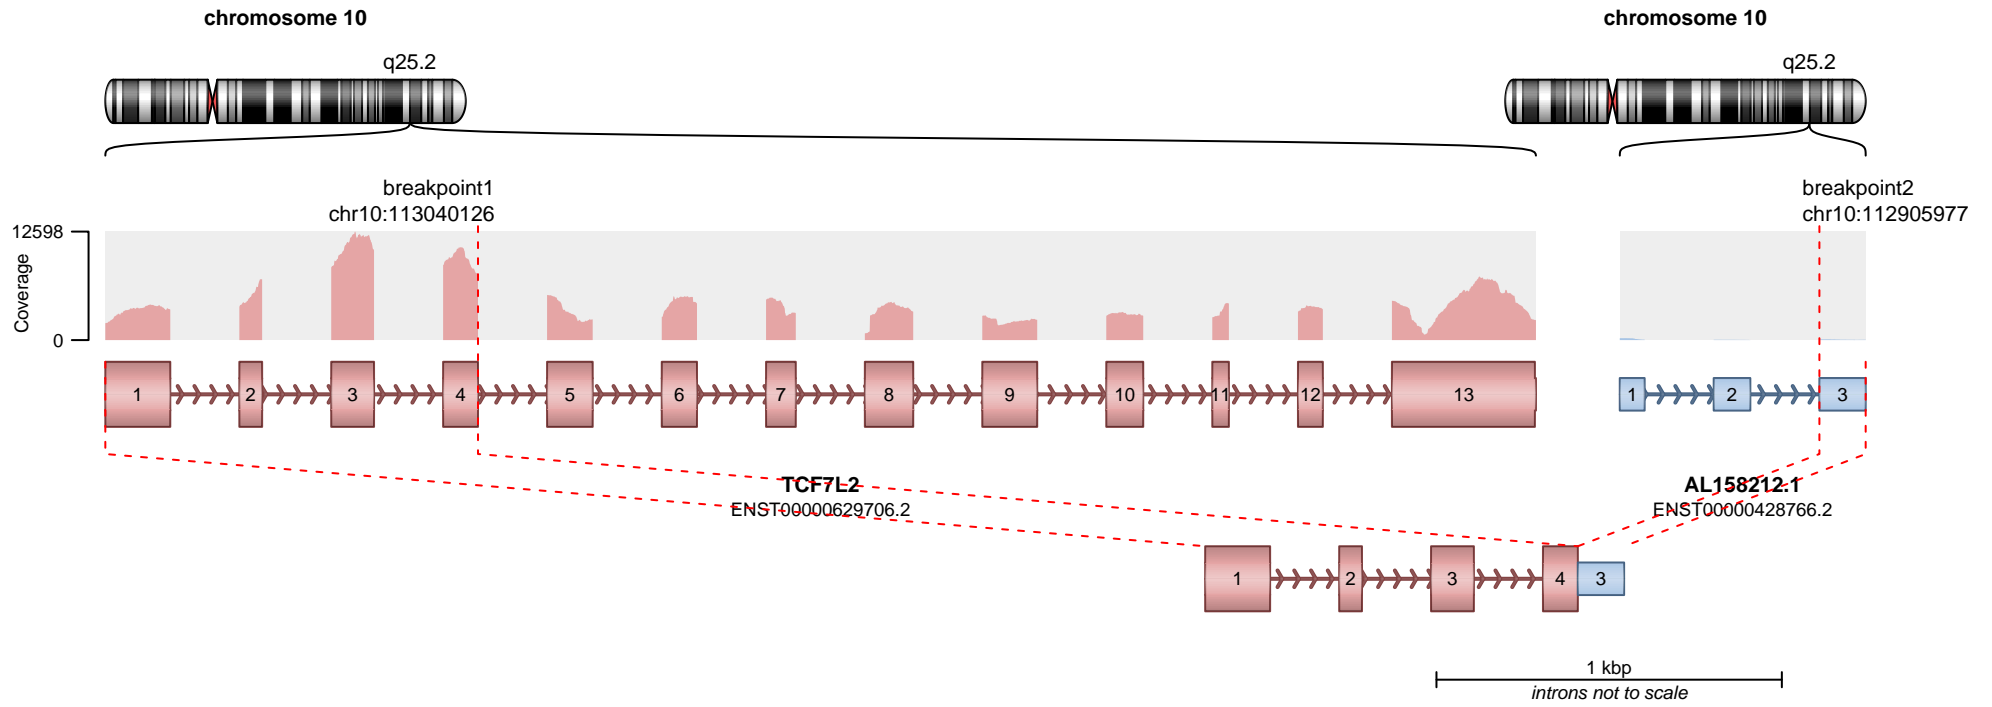 chromosome 10
chromosome 10
q25.2
q25.2
breakpoint1
chr10:113040126
breakpoint2
chr10:112905977
12598
Coverage
0
1 2 3 4 5 6 7 8 9 10 11 12 13
1 2 3
TCF7L2
ENST00000629706.2
AL158212.1
ENST00000428766.2
1 2 3 4 3
1 kbp
introns not to scale